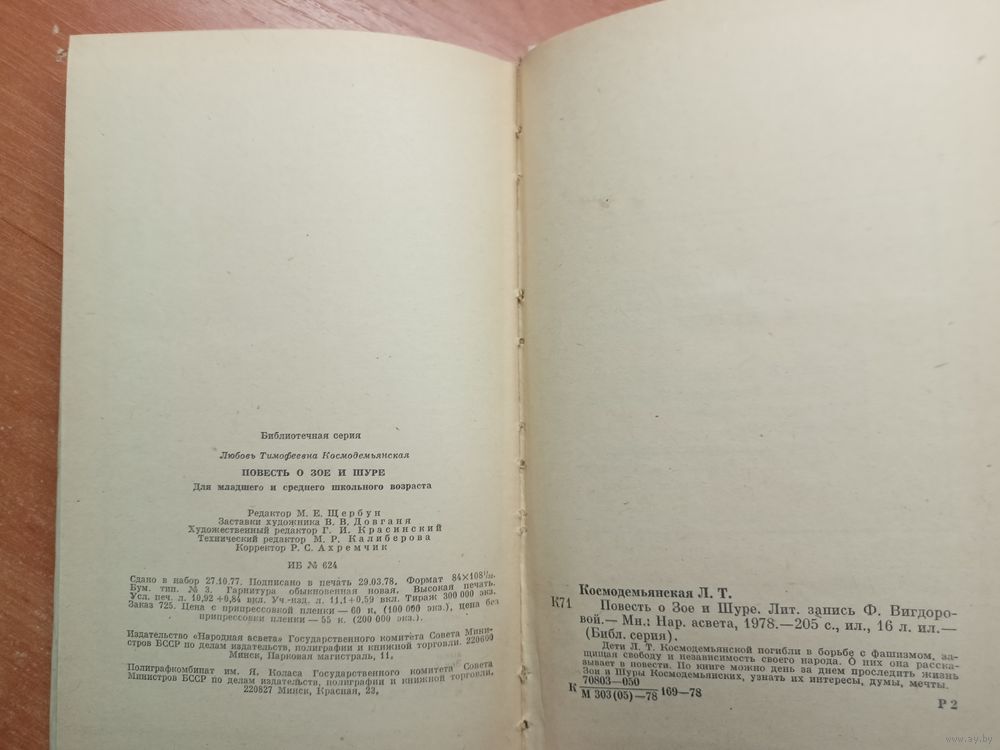 Библиотечная серия
Любовь Тимофеевна Космодемьянская
ПОВЕСТЬ О ЗОЕ И ШУРЕ
Для младшего и среднего школьного возраста
Редактор М. Е. Щербун
Заставки художника В. В. Довганя
Художественный редактор Г. И. Красинский
Технический редактор М. Р. Калиберова
Корректор Р. С. Ахремчик
ИБ № 624
Сдано в набор 27.10.77. Подписано в печать 29.03.78. Формат 84×108 1/32.
Бум. тип. № 3. Гарнитура обыкновенная новая. Высокая печать.
Усл. печ. л. 10,92+0,84 вкл. Уч.-изд. л. 11,1+0,59 вкл. Тираж 300 000 экз.
Заказ 725. Цена с припрессовкой пленки — 60 к. (100 000 экз.), цена без
припрессовки пленки — 55 к. (200 000 экз.).
Издательство «Народная асвета» Государственного комитета Совета Мини-
стров БССР по делам издательств, полиграфии и книжной торговли. 220600
Минск, Парковая магистраль, 11,
Полиграфкомбинат им. Я. Коласа Государственного комитета Совета
Министров БССР по делам издательств, полиграфии и книжной торговли.
220827 Минск, Красная, 23,
Космодемьянская Л. Т.
К71 Повесть о Зое и Шуре. Лит. запись Ф. Вигдоро-
вой.— Мн.: Нар. асвета, 1978.—205 с., ил., 16 л. ил.—
(Библ. серия).
Дети Л. Т. Космодемьянской погибли в борьбе с фашизмом, за-
щищая свободу и независимость своего народа. О них она расска-
зывает в повести. По книге можно день за днем проследить жизнь
Зои и Шуры Космодемьянских, узнать их интересы, думы, мечты.
70803—050
К М 303(05)—78 169—78
Р 2
www.ay.by